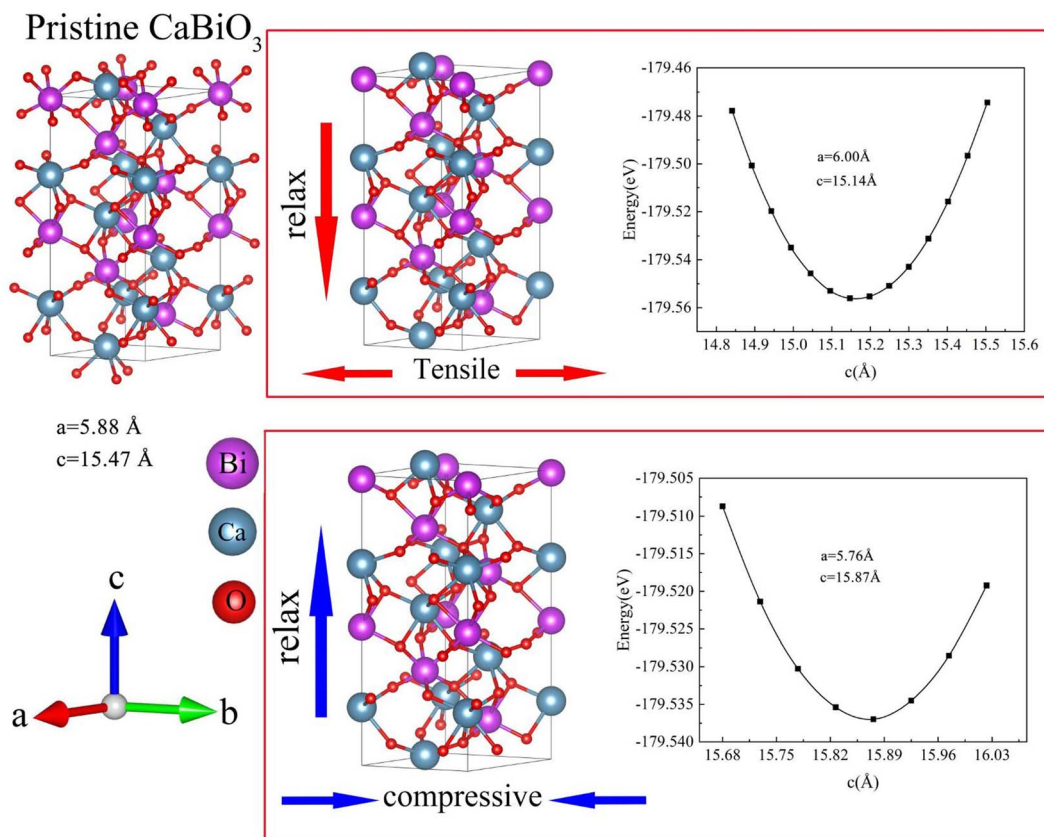 Pristine CaBiO3
relax
Tensile
-179.46
-179.48
-179.50
-179.52
-179.54
-179.56
Energy(eV)
a=6.00Å
c=15.14Å
14.8 14.9 15.0 15.1 15.2 15.3 15.4 15.5 15.6
c(Å)
a=5.88 Å
c=15.47 Å
Bi
Ca
O
c
a
b
relax
compressive
-179.505
-179.510
-179.515
-179.520
-179.525
-179.530
-179.535
-179.540
Energy(eV)
a=5.76Å
c=15.87Å
15.68 15.75 15.82 15.89 15.96 16.03
c(Å)